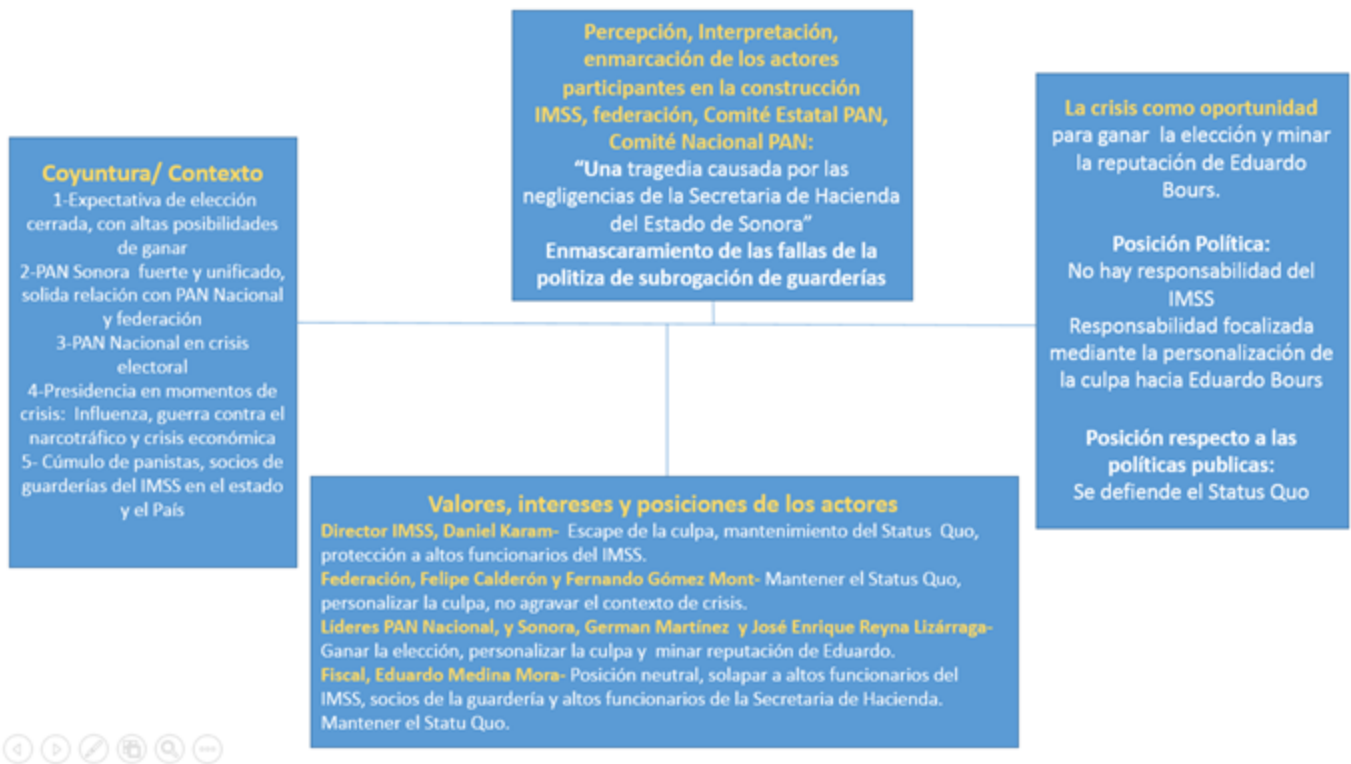 Percepción, Interpretación,
enmarcación de los actores
participantes en la construcción
IMSS, federación, Comité Estatal PAN,
Comité Nacional PAN:
“Una tragedia causada por las
negligencias de la Secretaria de Hacienda
del Estado de Sonora”
Enmascaramiento de las fallas de la
politiza de subrogación de guarderías
Coyuntura/ Contexto
1-Expectativa de elección
cerrada, con altas posibilidades
de ganar
2-PAN Sonora fuerte y unificado,
solida relación con PAN Nacional
y federación
3-PAN Nacional en crisis
electoral
4-Presidencia en momentos de
crisis: Influenza, guerra contra el
narcotráfico y crisis económica
5- Cúmulo de panistas, socios de
guarderías del IMSS en el estado
y el País
La crisis como oportunidad
para ganar la elección y minar
la reputación de Eduardo
Bours.
Posición Política:
No hay responsabilidad del
IMSS
Responsabilidad focalizada
mediante la personalización de
la culpa hacia Eduardo Bours
Posición respecto a las
políticas publicas:
Se defiende el Status Quo
Valores, intereses y posiciones de los actores
Director IMSS, Daniel Karam- Escape de la culpa, mantenimiento del Status Quo,
protección a altos funcionarios del IMSS.
Federación, Felipe Calderón y Fernando Gómez Mont- Mantener el Status Quo,
personalizar la culpa, no agravar el contexto de crisis.
Líderes PAN Nacional, y Sonora, German Martínez y José Enrique Reyna Lizárraga-
Ganar la elección, personalizar la culpa y minar reputación de Eduardo.
Fiscal, Eduardo Medina Mora- Posición neutral, solapar a altos funcionarios del
IMSS, socios de la guardería y altos funcionarios de la Secretaria de Hacienda.
Mantener el Statu Quo.